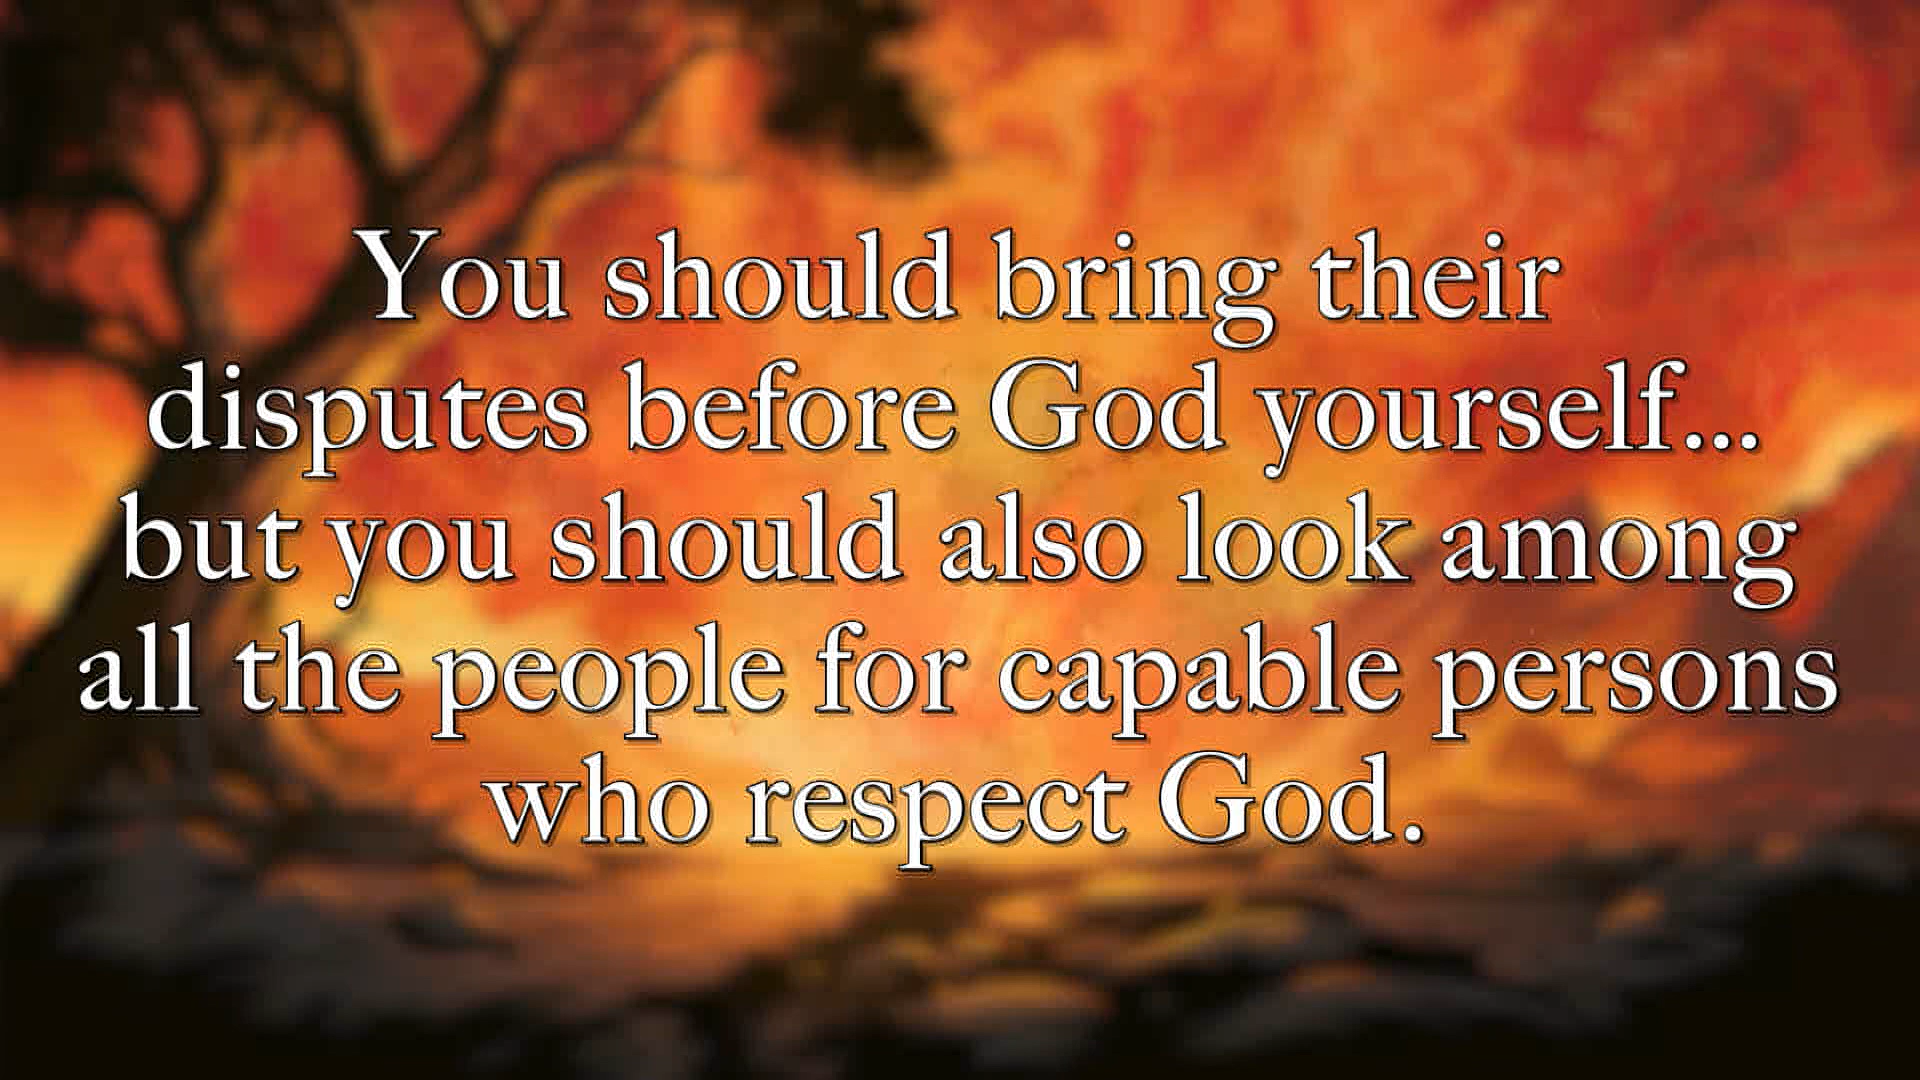 You should bring their
disputes before God yourself...
but you should also look among
all the people for capable persons
who respect God.